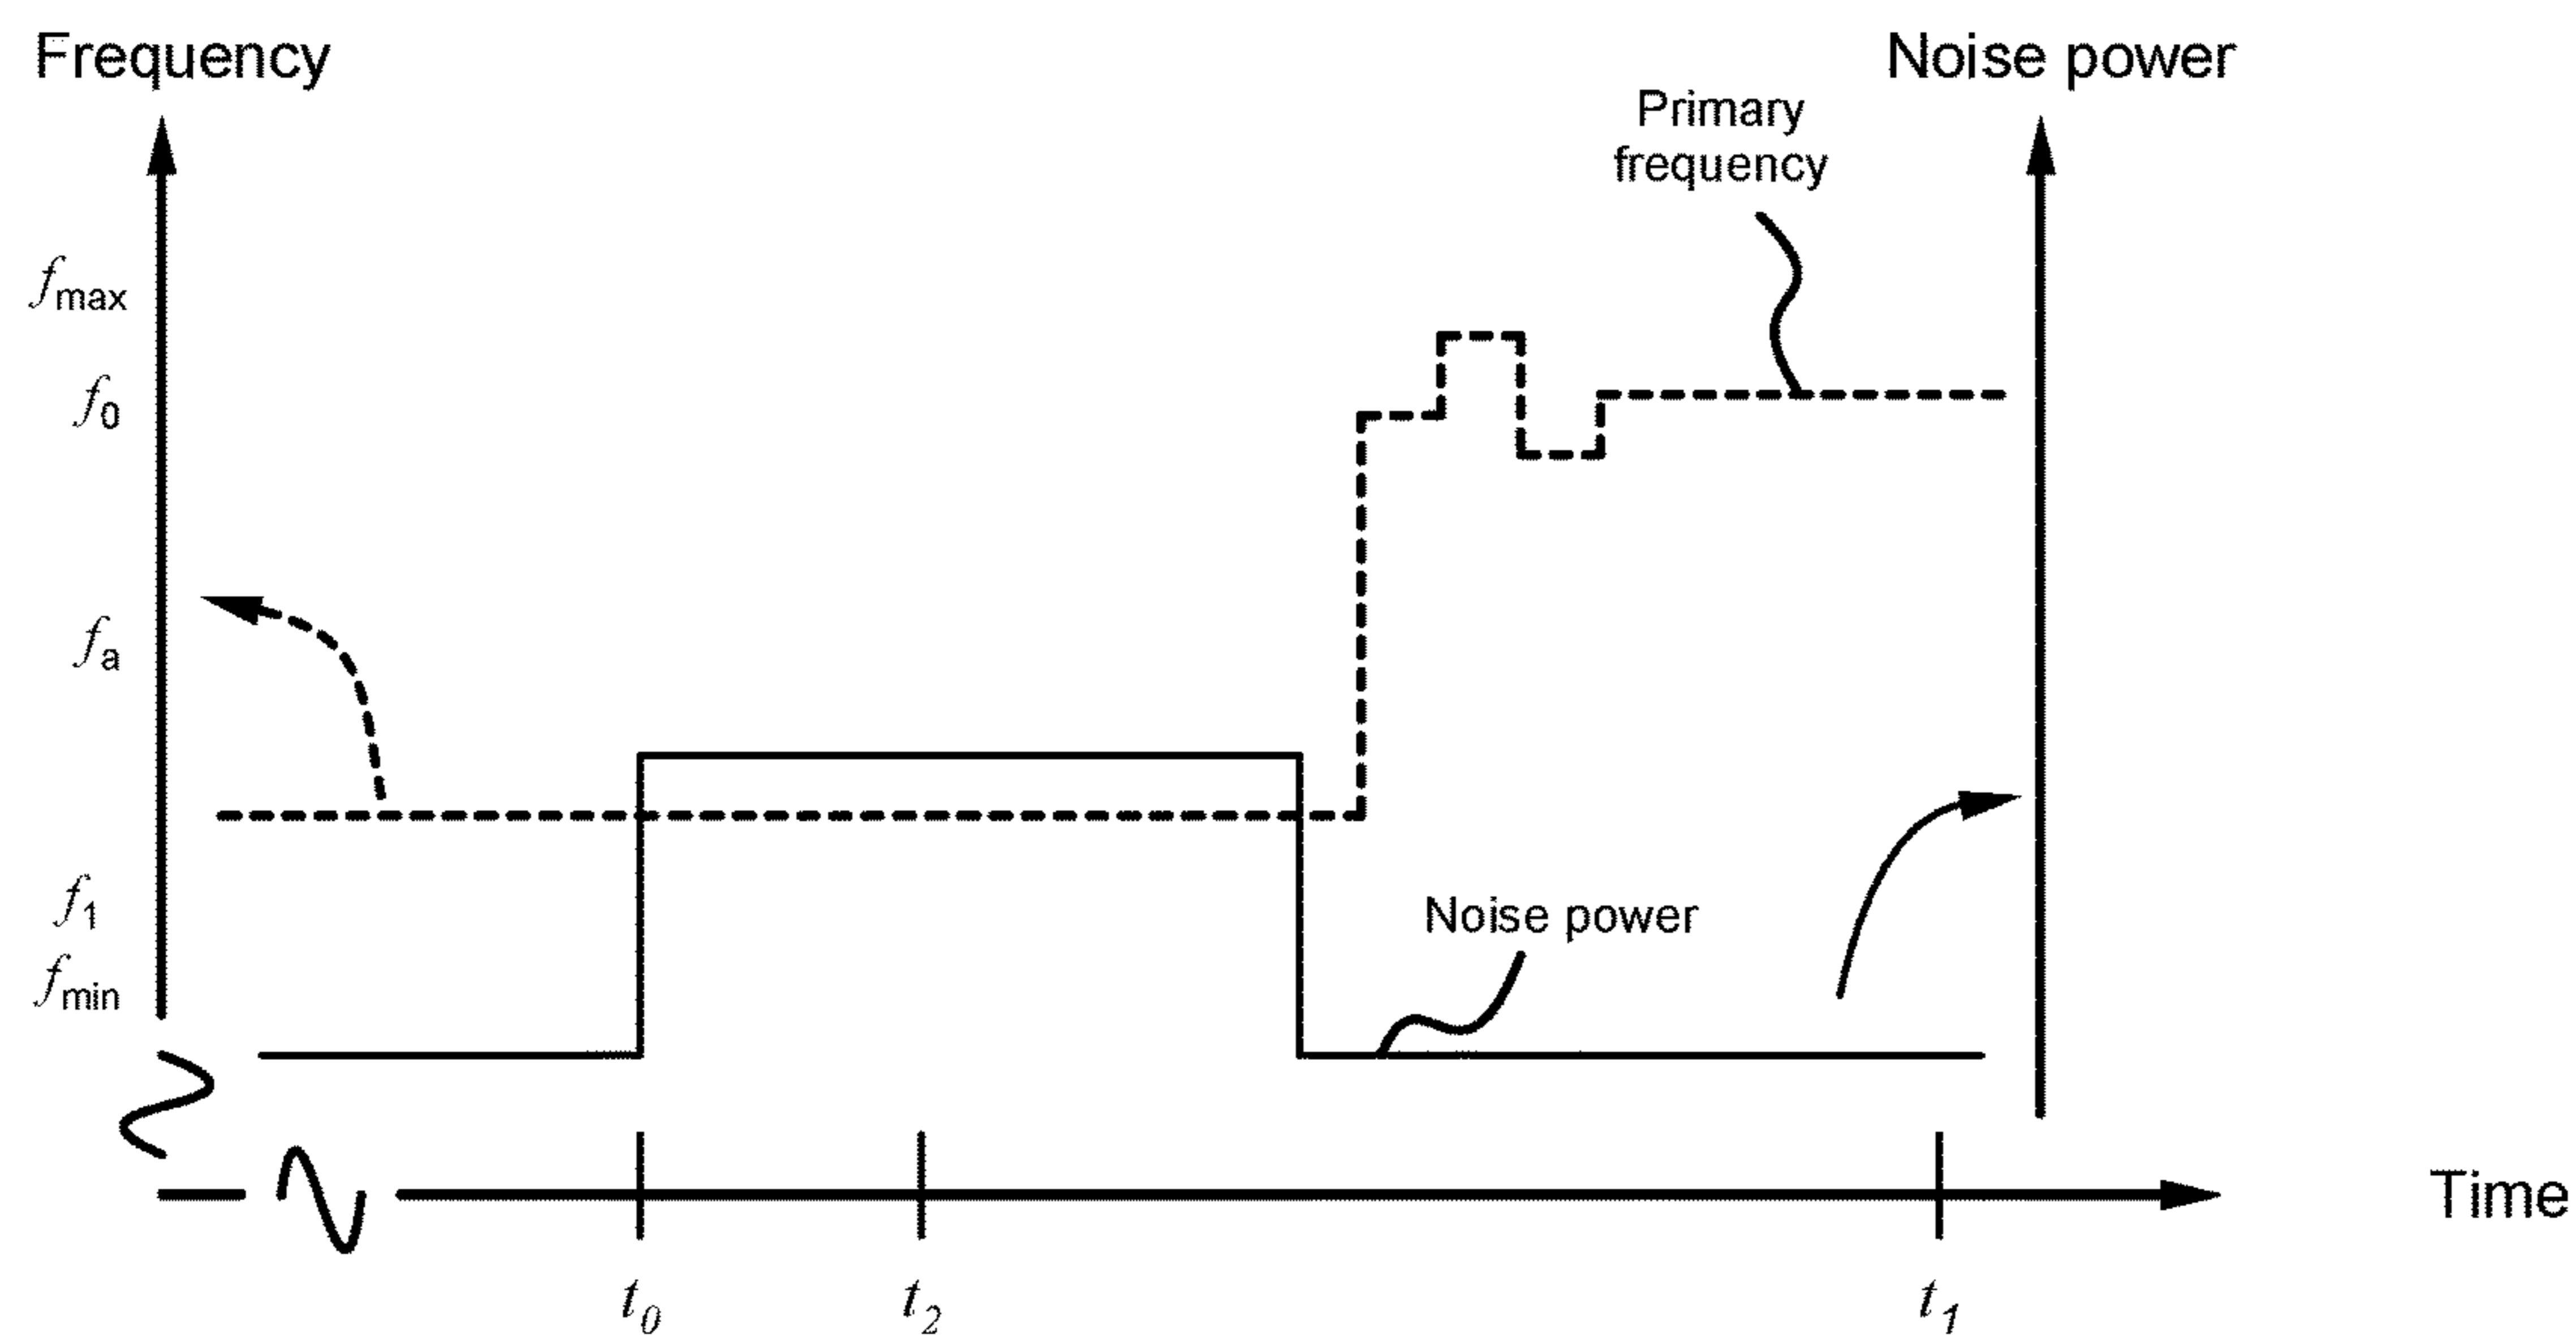 Frequency
Noise power
Primary
frequency
fmax
f0
fa
f1
Noise power
fmin
Time
t0
t2
t1